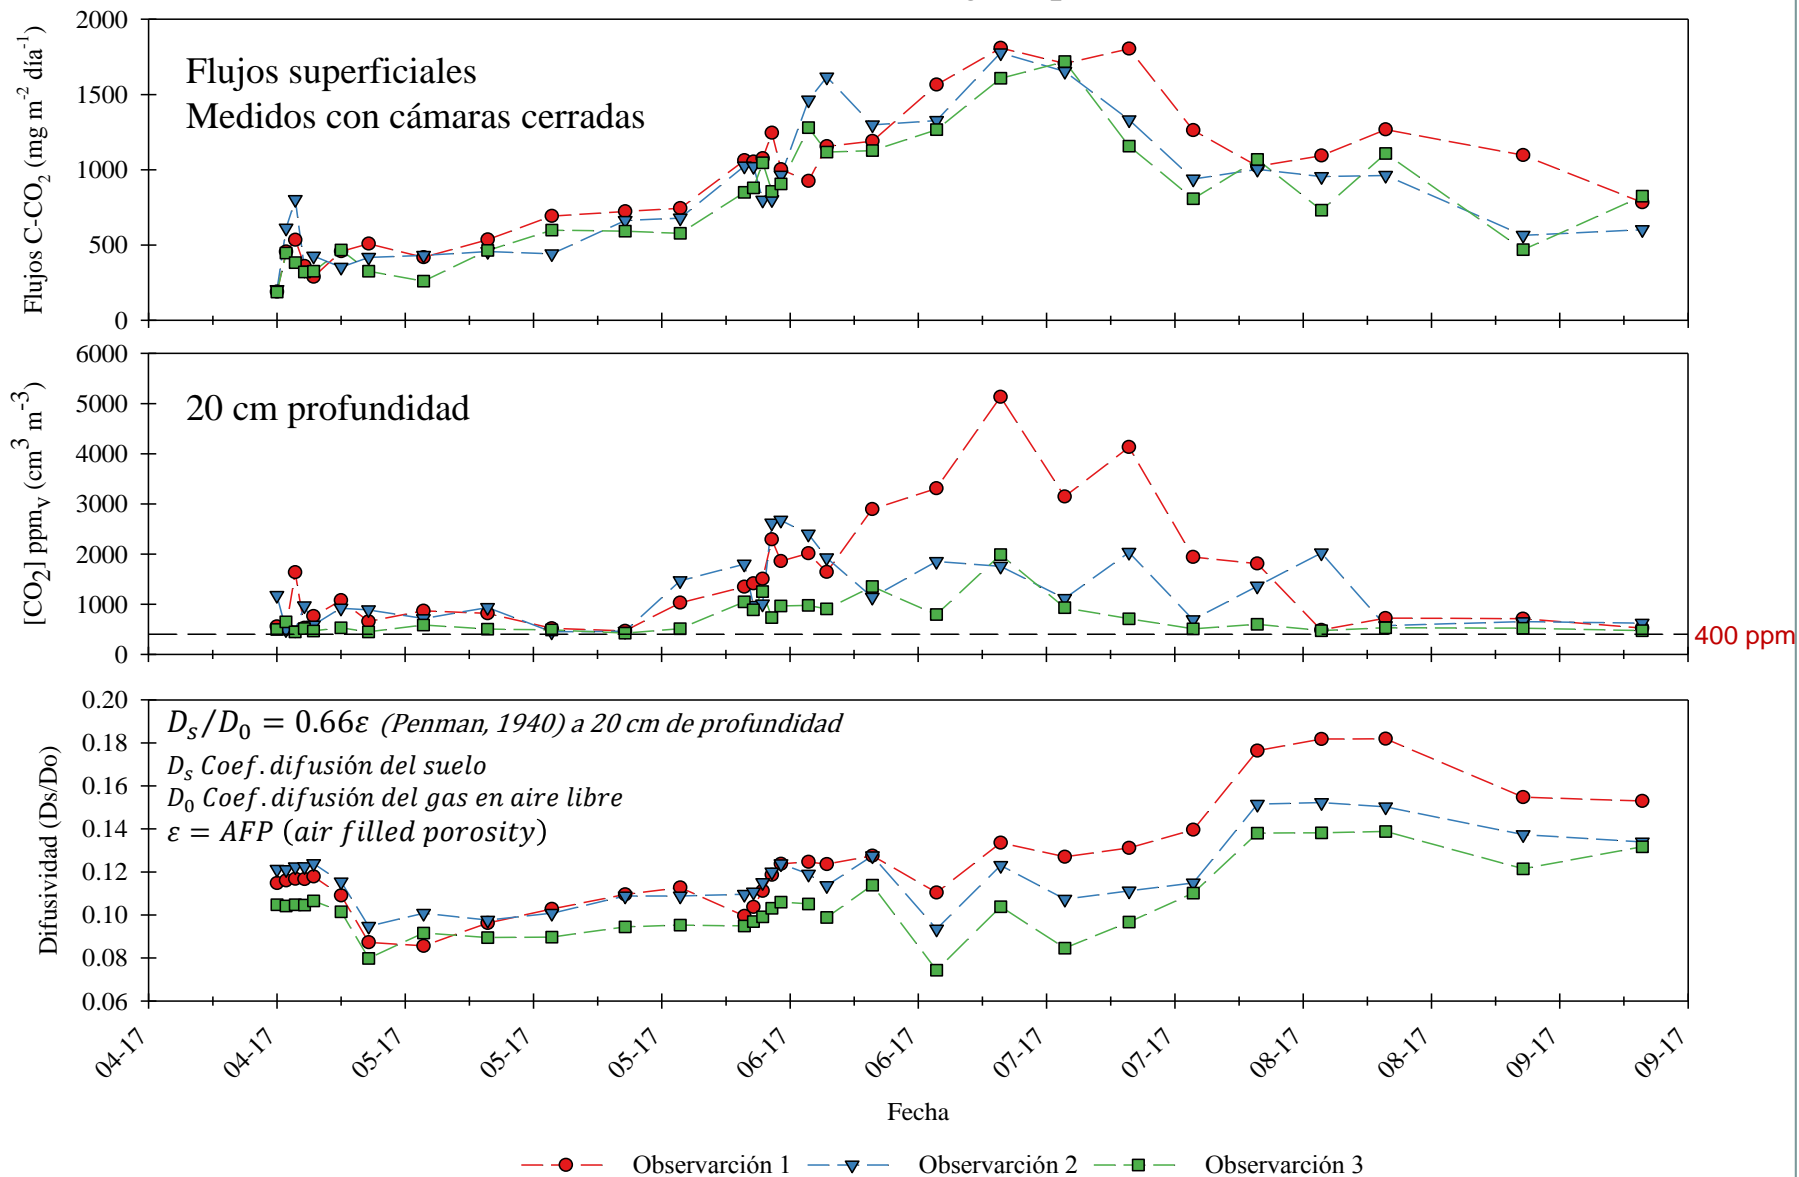 2000
1500
1000
500
0
Flujos C-CO₂ (mg m⁻² día⁻¹)
Flujos superficiales
Medidos con cámaras cerradas
6000
5000
4000
3000
2000
1000
0
[CO₂] ppmᵥ (cm³ m⁻³)
20 cm profundidad
400 ppm
0.20
0.18
0.16
0.14
0.12
0.10
0.08
0.06
Difusividad (Ds/Do)
Dₛ/D₀ = 0.66ε (Penman, 1940) a 20 cm de profundidad
Dₛ Coef. difusión del suelo
D₀ Coef. difusión del gas en aire libre
ε = AFP (air filled porosity)
04-17 04-17 05-17 05-17 05-17 06-17 06-17 07-17 07-17 08-17 08-17 09-17 09-17
Fecha
Observarción 1 Observarción 2 Observarción 3